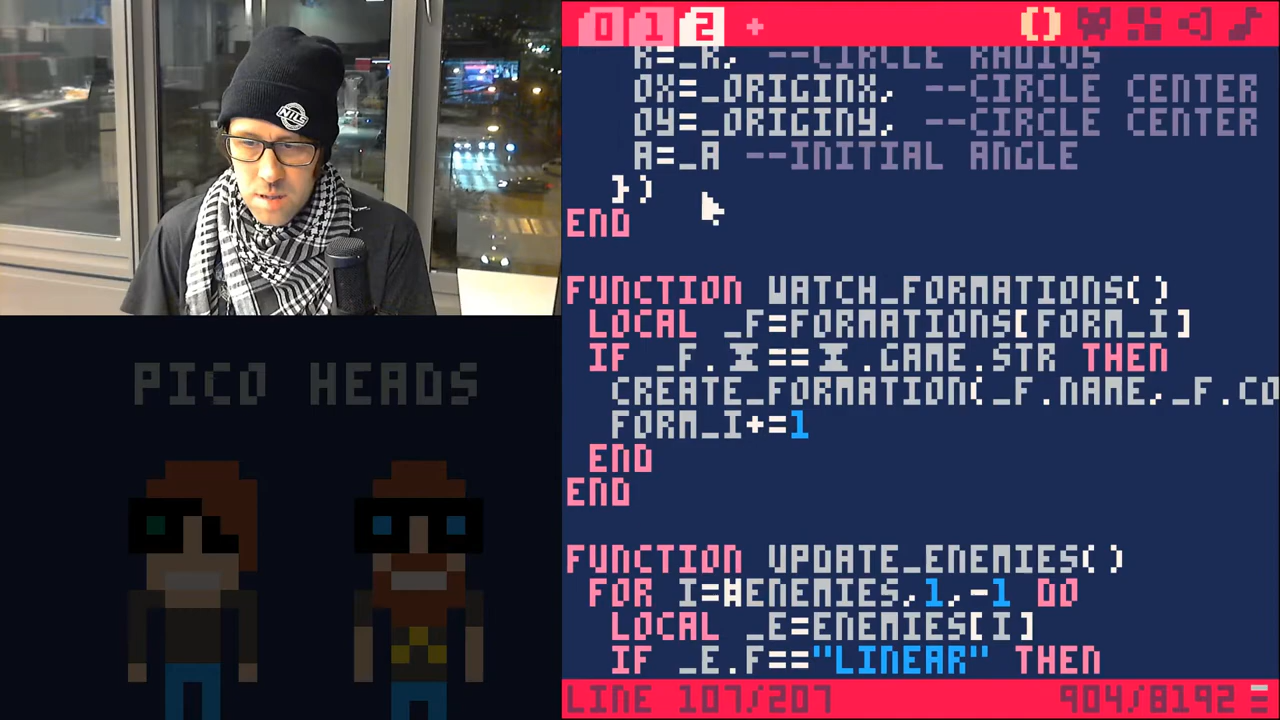 0 1 2 +
R=_R, --CIRCLE RADIUS
OX=_ORIGINX, --CIRCLE CENTER
OY=_ORIGINY, --CIRCLE CENTER
A=_A --INITIAL ANGLE
})
END
FUNCTION WATCH_FORMATIONS()
LOCAL _F=FORMATIONS[FORM_I]
IF _F.⧗==⧗.GAME.STR THEN
CREATE_FORMATION(_F.NAME,_F.CO
FORM_I+=1
END
END
FUNCTION UPDATE_ENEMIES()
FOR I=#ENEMIES,1,-1 DO
LOCAL _E=ENEMIES[I]
IF _E.F=="LINEAR" THEN
LINE 107/207 904/8192
PICO HEADS